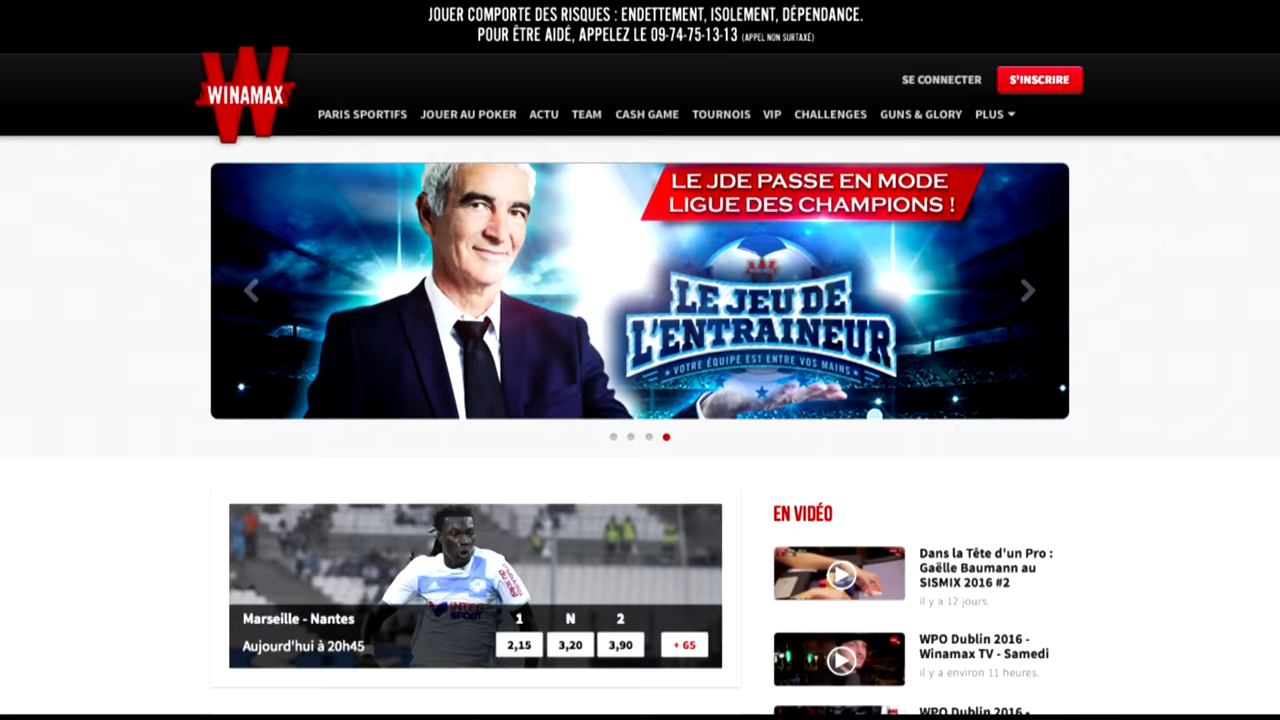 JOUER COMPORTE DES RISQUES : ENDETTEMENT, ISOLEMENT, DÉPENDANCE.
POUR ÊTRE AIDÉ, APPELEZ LE 09-74-75-13-13 (APPEL NON SURTAXÉ)
WINAMAX
SE CONNECTER
S'INSCRIRE
PARIS SPORTIFS JOUER AU POKER ACTU TEAM CASH GAME TOURNOIS VIP CHALLENGES GUNS & GLORY PLUS
LE JDE PASSE EN MODE
LIGUE DES CHAMPIONS !
LE JEU DE
L'ENTRAINEUR
VOTRE ÉQUIPE EST ENTRE VOS MAINS
INTER
SPORT
Marseille - Nantes 1 N 2
Aujourd'hui à 20h45 2,15 3,20 3,90 + 65
EN VIDÉO
Dans la Tête d'un Pro :
Gaëlle Baumann au
SISMIX 2016 #2
il y a 12 jours.
WPO Dublin 2016 -
Winamax TV - Samedi
il y a environ 11 heures.
WPO Dublin 2016 -